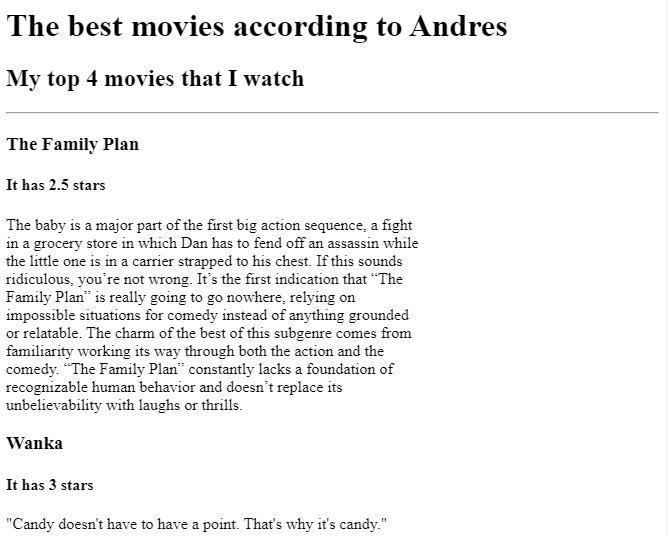 The best movies according to Andres
My top 4 movies that I watch
The Family Plan
It has 2.5 stars
The baby is a major part of the first big action sequence, a fight
in a grocery store in which Dan has to fend off an assassin while
the little one is in a carrier strapped to his chest. If this sounds
ridiculous, you’re not wrong. It’s the first indication that “The
Family Plan” is really going to go nowhere, relying on
impossible situations for comedy instead of anything grounded
or relatable. The charm of the best of this subgenre comes from
familiarity working its way through both the action and the
comedy. “The Family Plan” constantly lacks a foundation of
recognizable human behavior and doesn’t replace its
unbelievability with laughs or thrills.
Wanka
It has 3 stars
"Candy doesn't have to have a point. That's why it's candy."